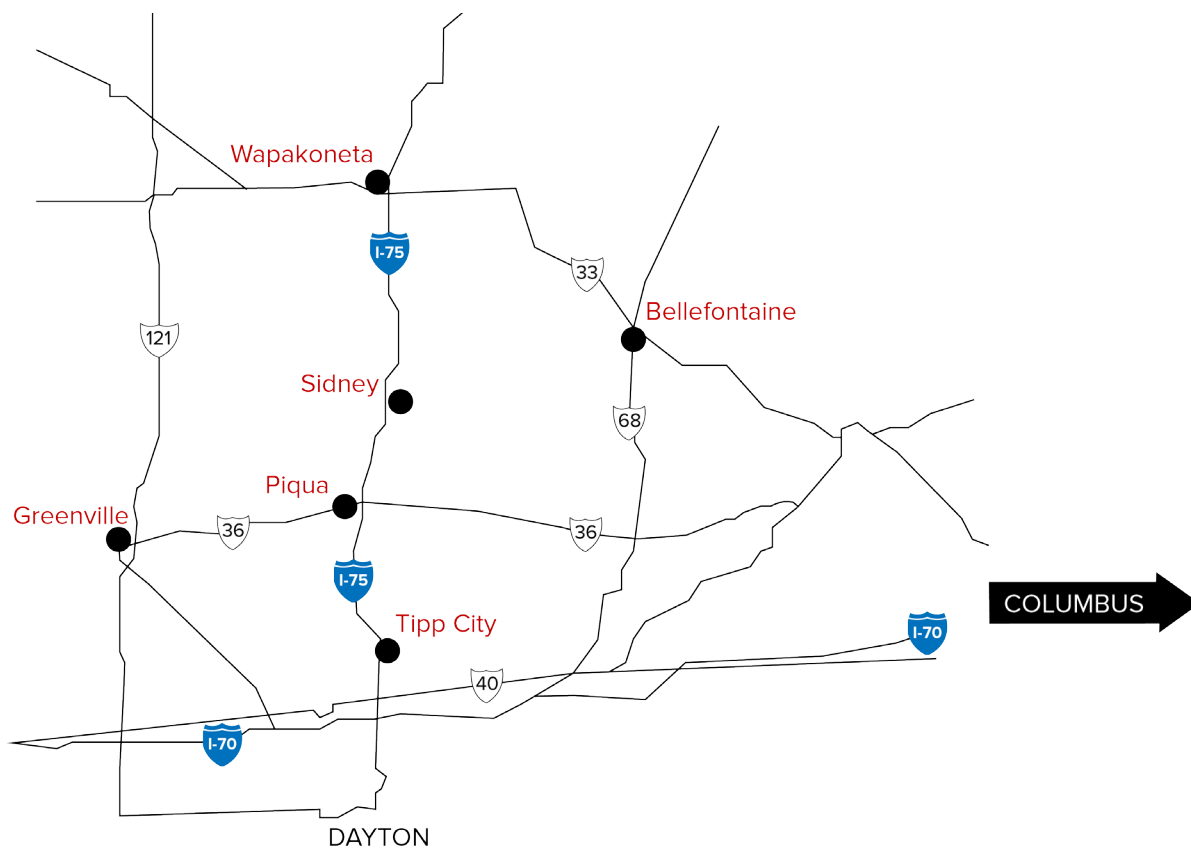 Wapakoneta
I-75
33
Bellefontaine
121
Sidney
68
Piqua
Greenville
36
36
I-75
COLUMBUS
Tipp City
I-70
40
I-70
DAYTON